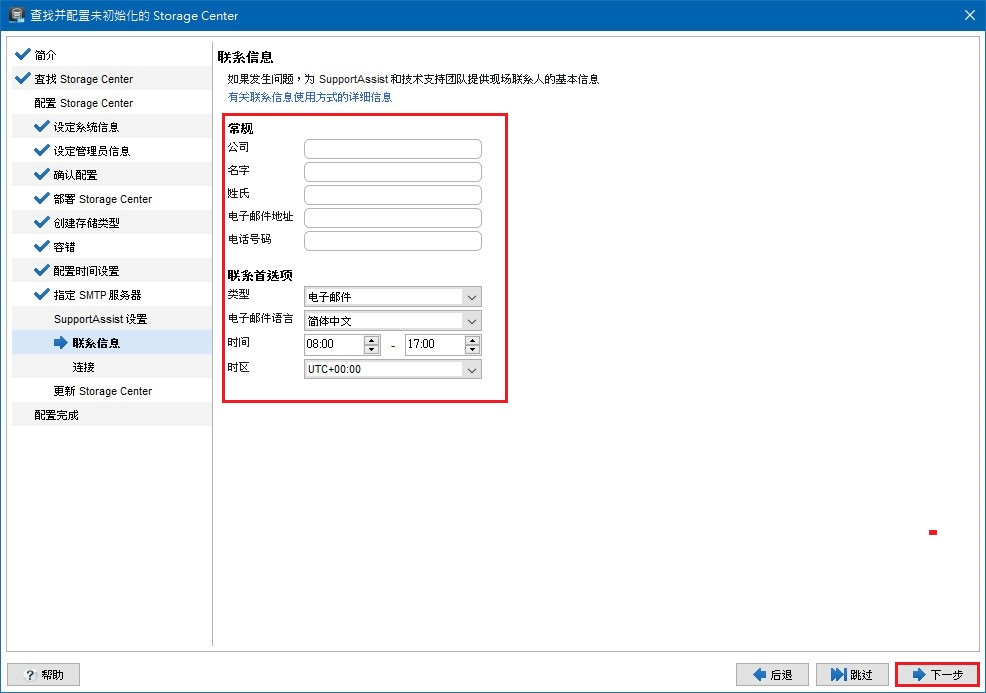 查找并配置未初始化的 Storage Center
简介
查找 Storage Center
配置 Storage Center
设定系统信息
设定管理员信息
确认配置
部署 Storage Center
创建存储类型
容错
配置时间设置
指定 SMTP 服务器
SupportAssist 设置
联系信息
连接
更新 Storage Center
配置完成
联系信息
如果发生问题，为 SupportAssist 和技术支持团队提供现场联系人的基本信息
有关联系信息使用方式的详细信息
常规
公司
名字
姓氏
电子邮件地址
电话号码
联系首选项
类型 电子邮件
电子邮件语言 简体中文
时间 08:00 - 17:00
时区 UTC+00:00
? 帮助
后退
跳过
下一步